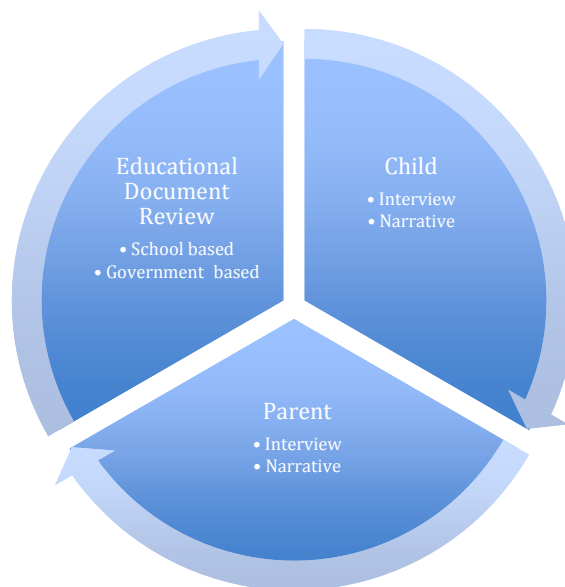 Educational
Document
Review
• School based
• Government  based
Child
• Interview
• Narrative
Parent
• Interview
• Narrative